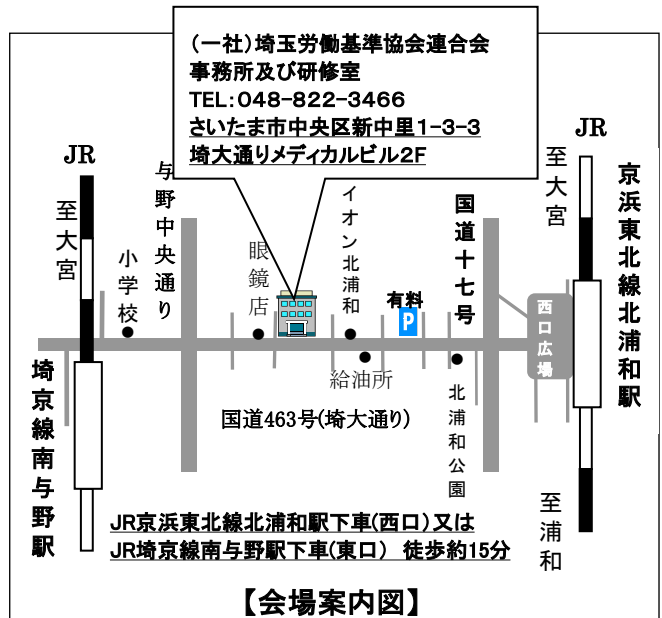 （一社）埼玉労働基準協会連合会
事務所及び研修室
TEL：048-822-3466
さいたま市中央区新中里1-3-3
埼大通りメディカルビル2F
JR
至大宮
小学校
与野中央通り
眼鏡店
イオン北浦和
有料
P
国道十七号
JR
至大宮
京浜東北線北浦和駅
西口広場
給油所
北浦和公園
国道463号(埼大通り)
埼京線南与野駅
至浦和
JR京浜東北線北浦和駅下車(西口)又は
JR埼京線南与野駅下車(東口)　徒歩約15分
【会場案内図】